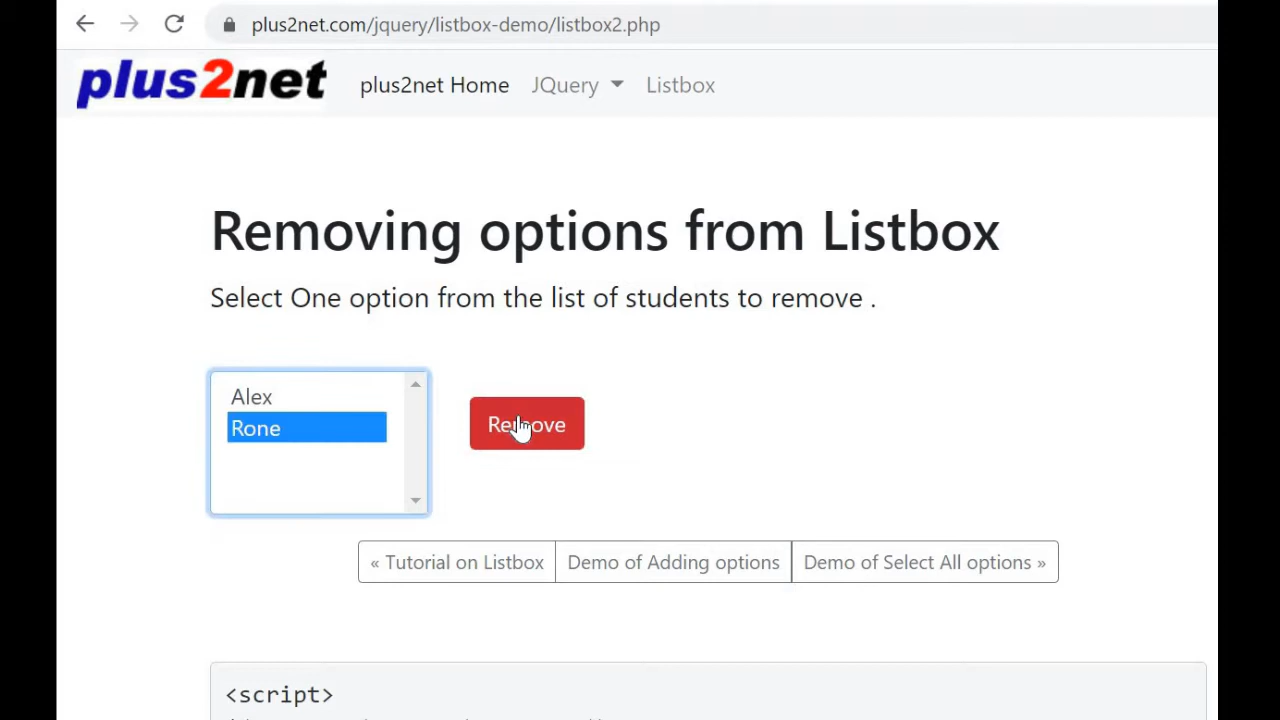 plus2net.com/jquery/listbox-demo/listbox2.php
plus2net plus2net Home JQuery Listbox
Removing options from Listbox
Select One option from the list of students to remove .
Alex
Rone
Remove
« Tutorial on Listbox Demo of Adding options Demo of Select All options »
<script>